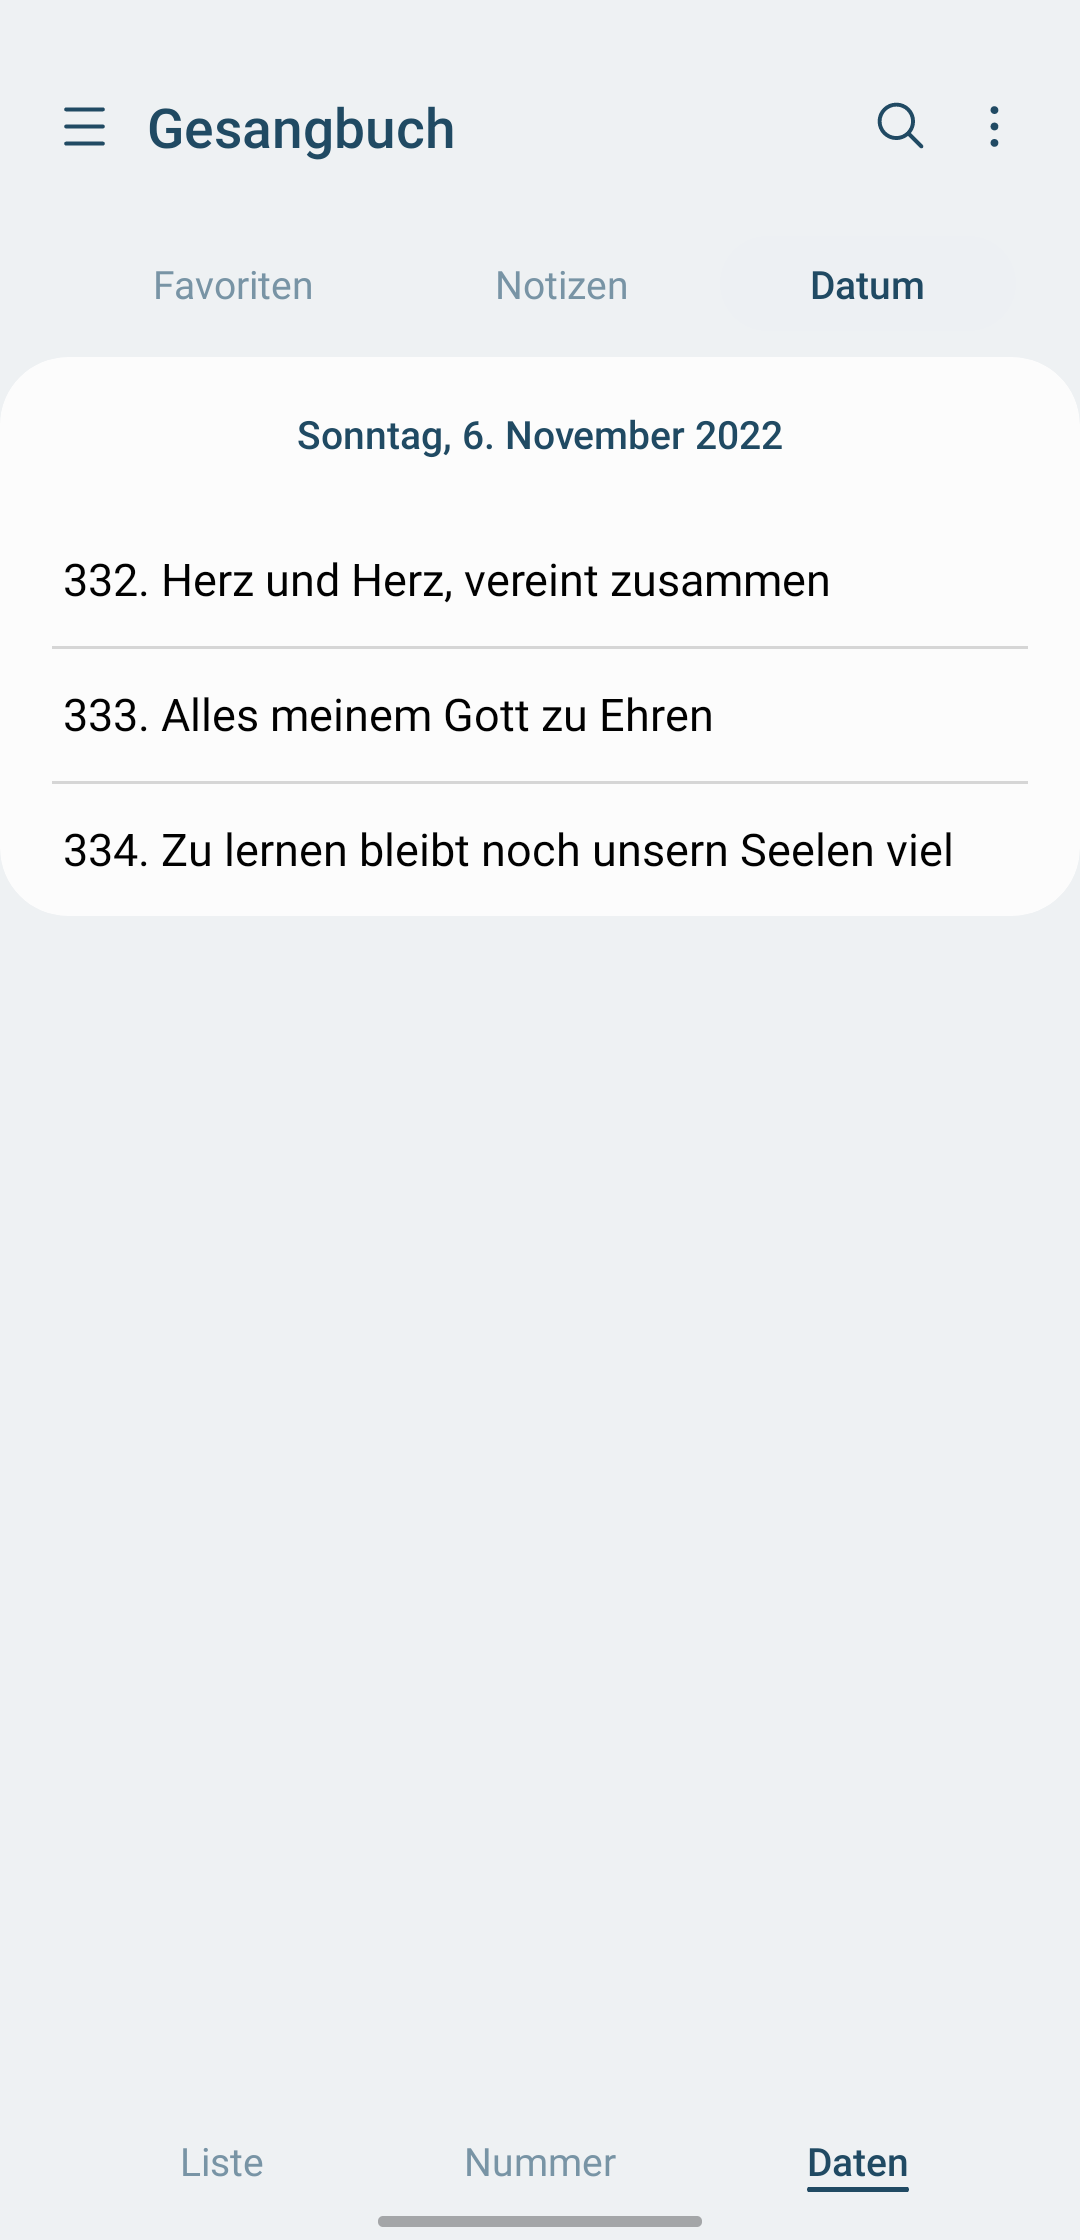 Gesangbuch
Favoriten Notizen Datum
Sonntag, 6. November 2022
332. Herz und Herz, vereint zusammen
333. Alles meinem Gott zu Ehren
334. Zu lernen bleibt noch unsern Seelen viel
Liste Nummer Daten